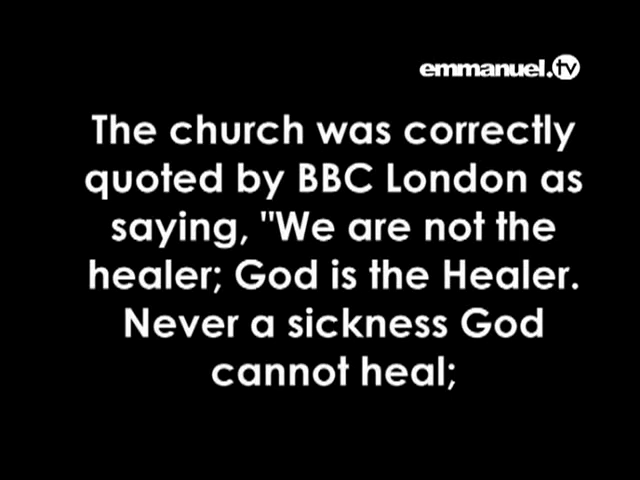 emmanuel.tv
The church was correctly
quoted by BBC London as
saying, "We are not the
healer; God is the Healer.
Never a sickness God
cannot heal;